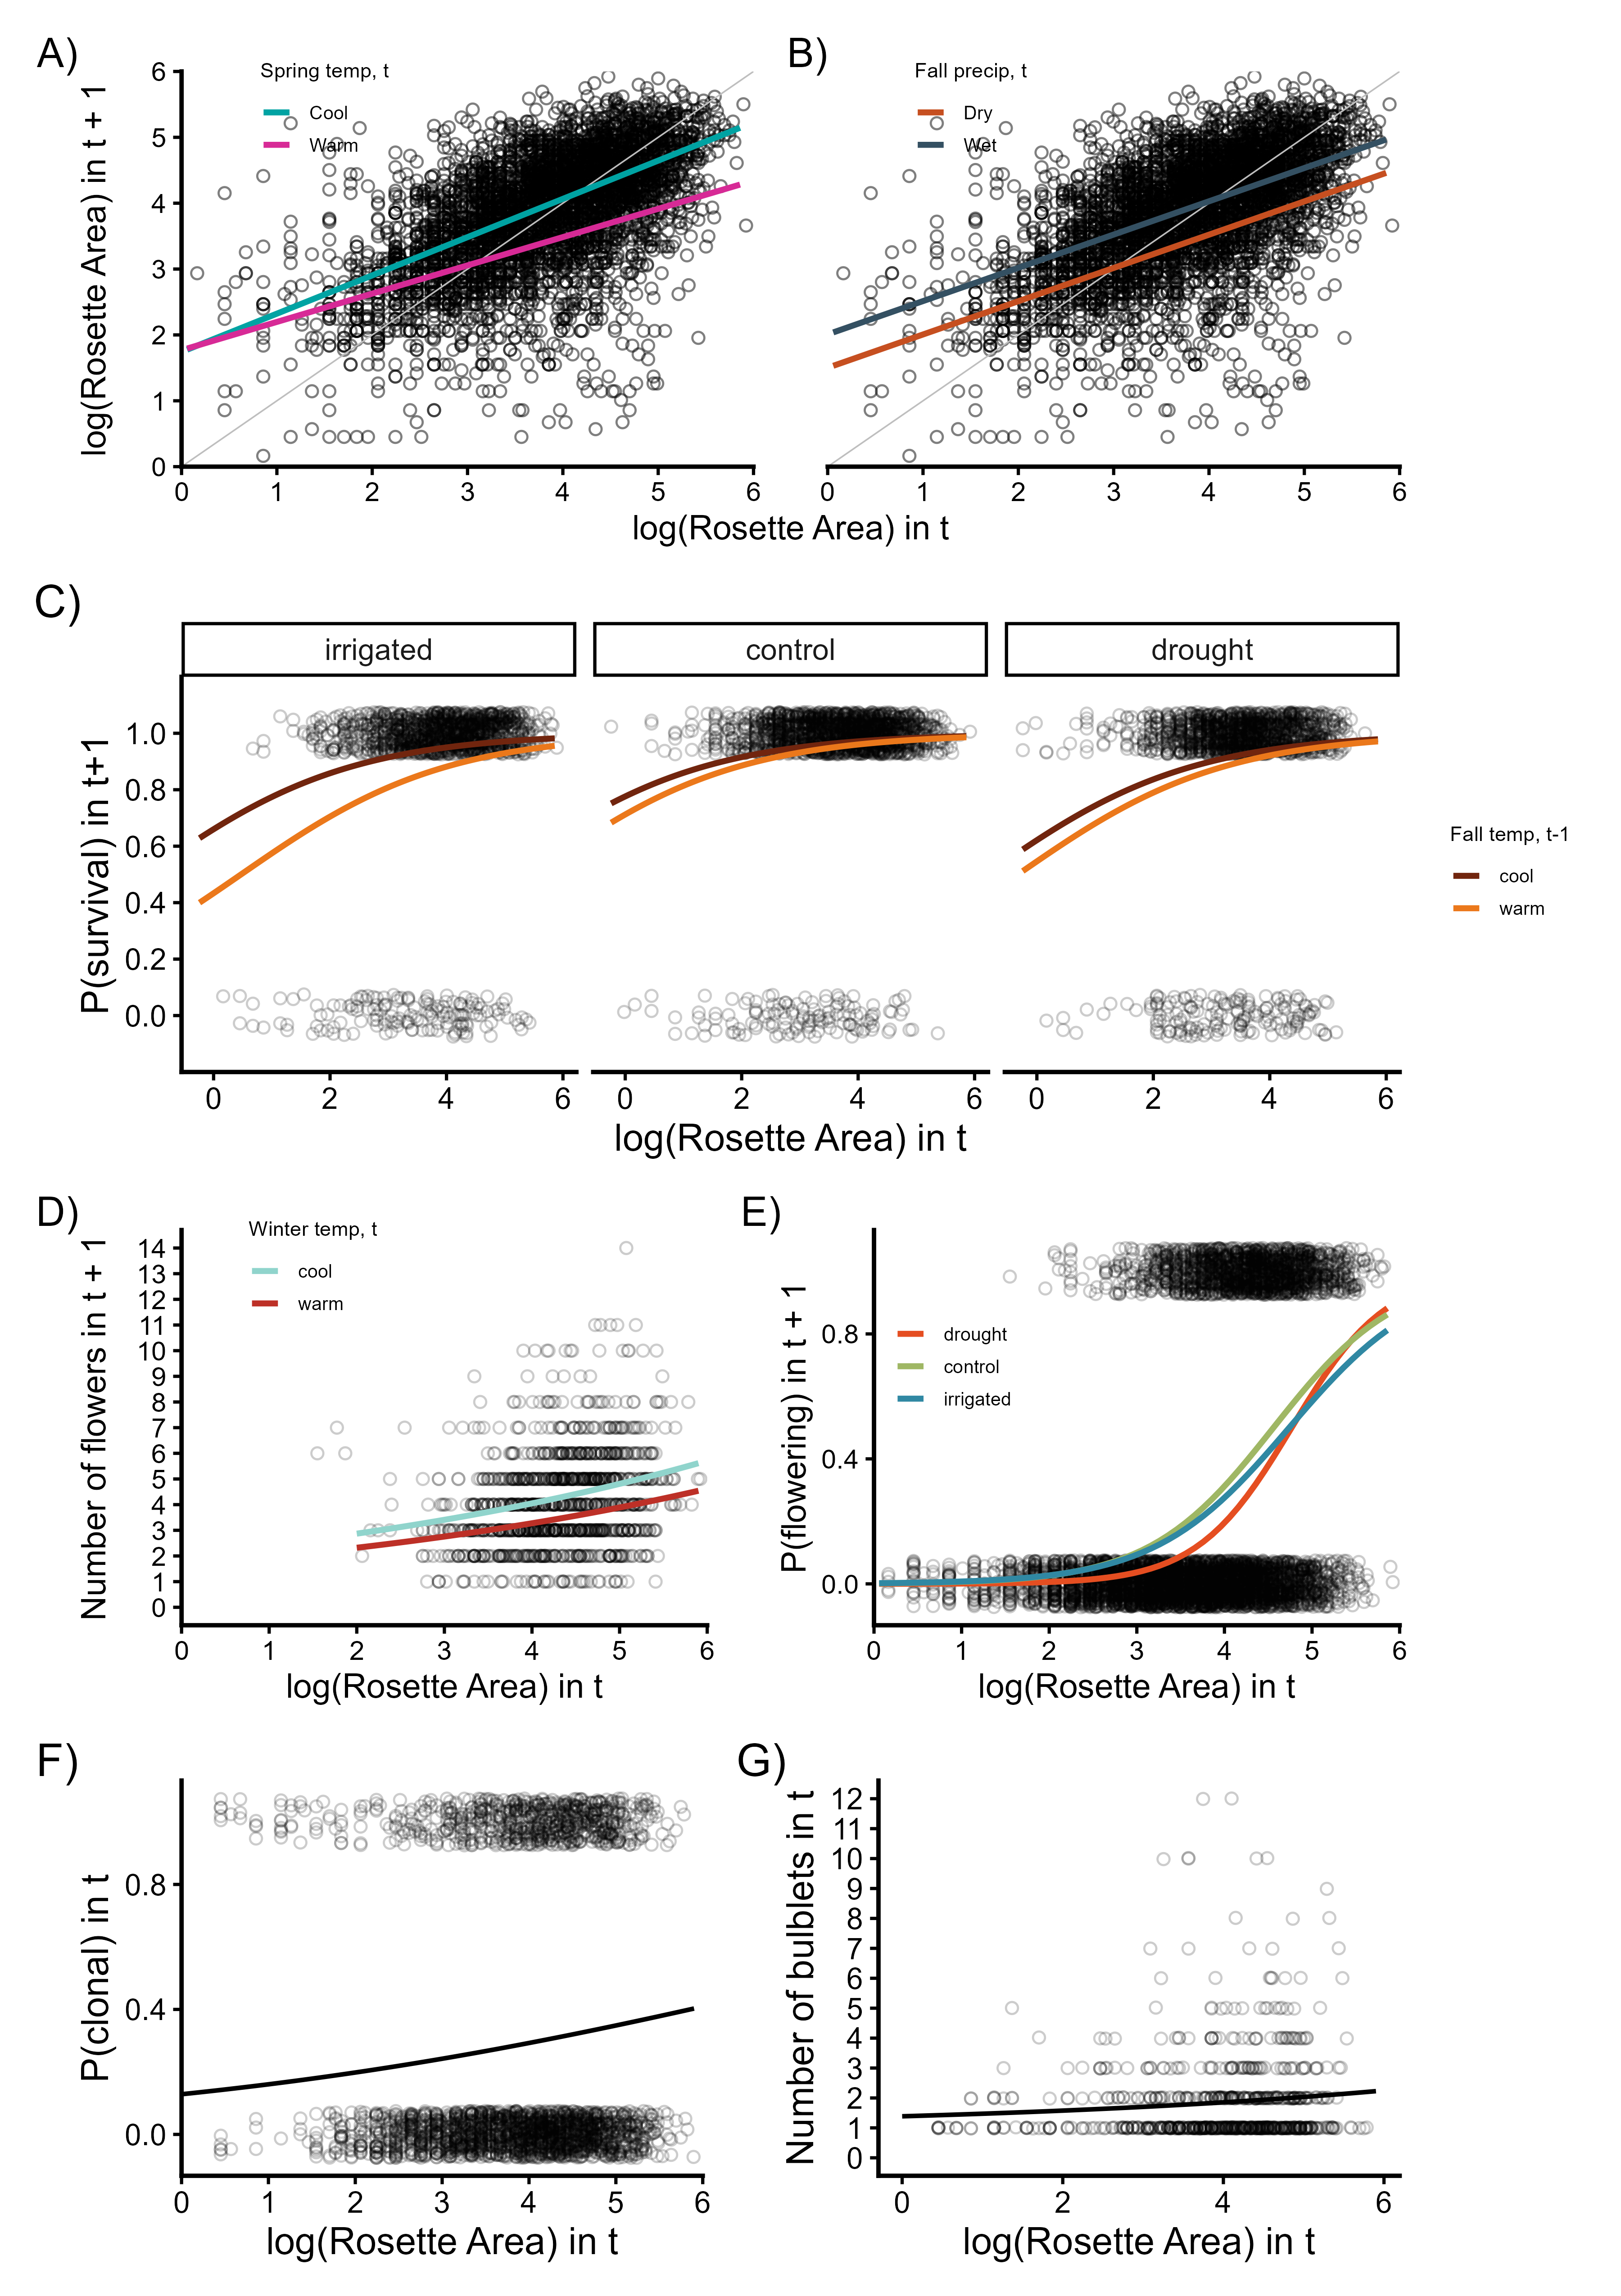 A)
Spring temp, t
Cool
Warm
log(Rosette Area) in t + 1
6
5
4
3
2
1
0
0 1 2 3 4 5 6
B)
Fall precip, t
Dry
Wet
0 1 2 3 4 5 6
log(Rosette Area) in t
C)
irrigated control drought
P(survival) in t+1
1.0
0.8
0.6
0.4
0.2
0.0
0 2 4 6 0 2 4 6 0 2 4 6
log(Rosette Area) in t
Fall temp, t-1
cool
warm
D)
Winter temp, t
cool
warm
Number of flowers in t + 1
14
13
12
11
10
9
8
7
6
5
4
3
2
1
0
0 1 2 3 4 5 6
log(Rosette Area) in t
E)
drought
control
irrigated
P(flowering) in t + 1
0.8
0.4
0.0
0 1 2 3 4 5 6
log(Rosette Area) in t
F)
P(clonal) in t
0.8
0.4
0.0
0 1 2 3 4 5 6
log(Rosette Area) in t
G)
Number of bulblets in t
12
11
10
9
8
7
6
5
4
3
2
1
0
0 2 4 6
log(Rosette Area) in t